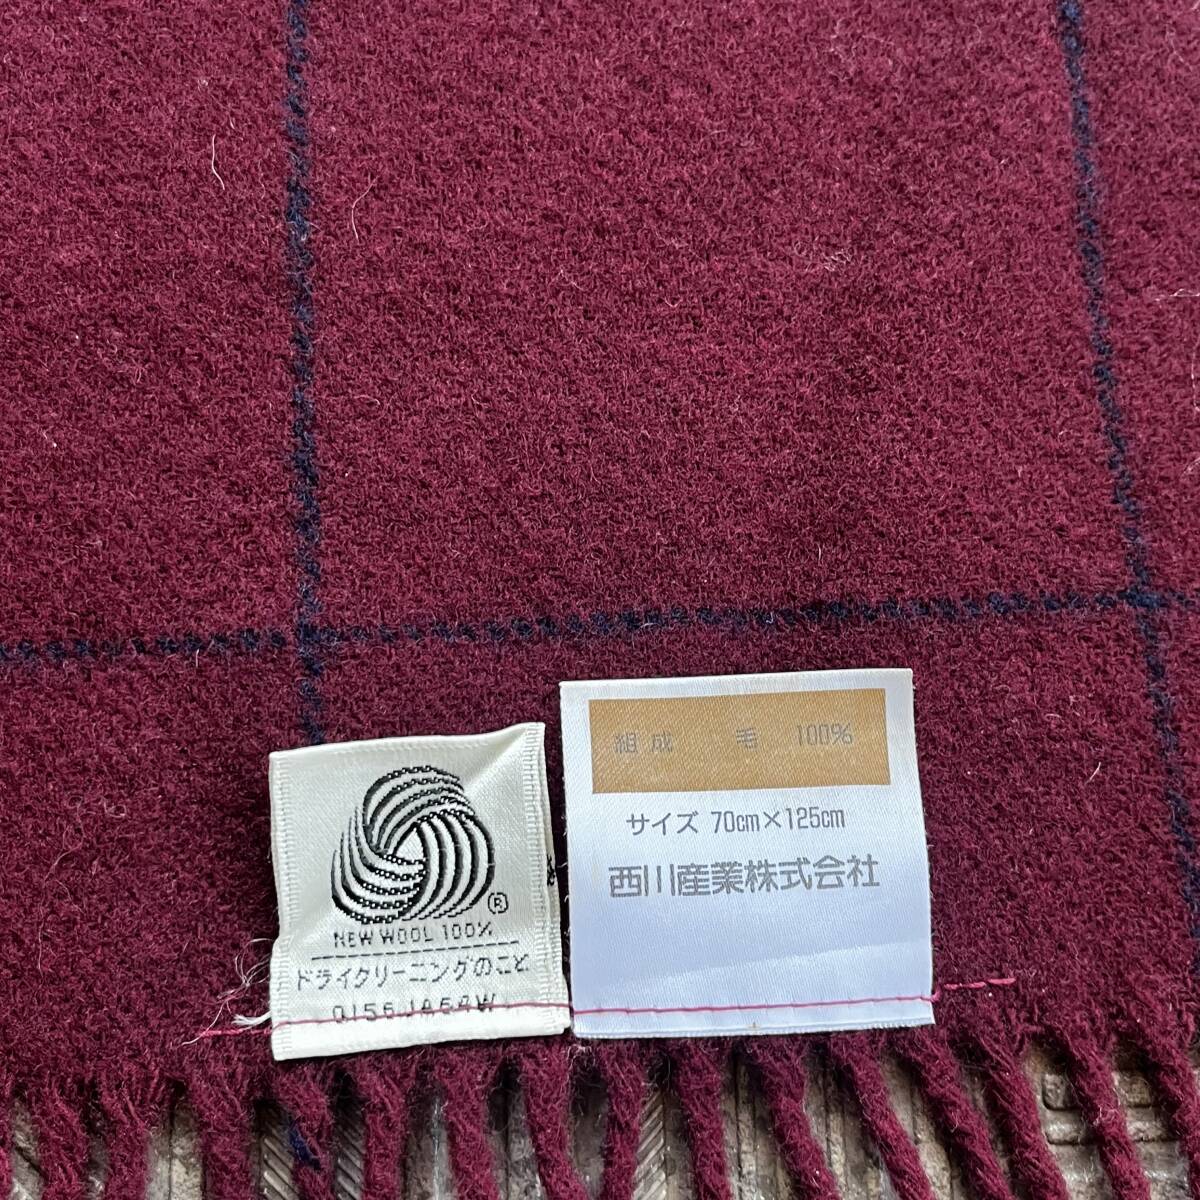 ®
NEW WOOL 100%
ドライクリーニングのこと
組成 毛 100%
サイズ 70cm×125cm
西川産業株式会社